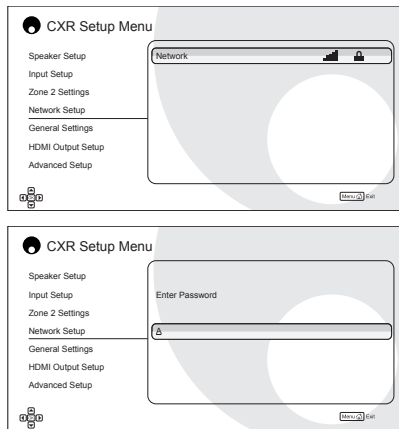 CXR Setup Menu
Speaker Setup
Network
Input Setup
Zone 2 Settings
Network Setup
General Settings
HDMI Output Setup
Advanced Setup
Menu Exit
CXR Setup Menu
Speaker Setup
Input Setup
Enter Password
Zone 2 Settings
Network Setup
A
General Settings
HDMI Output Setup
Advanced Setup
Menu Exit